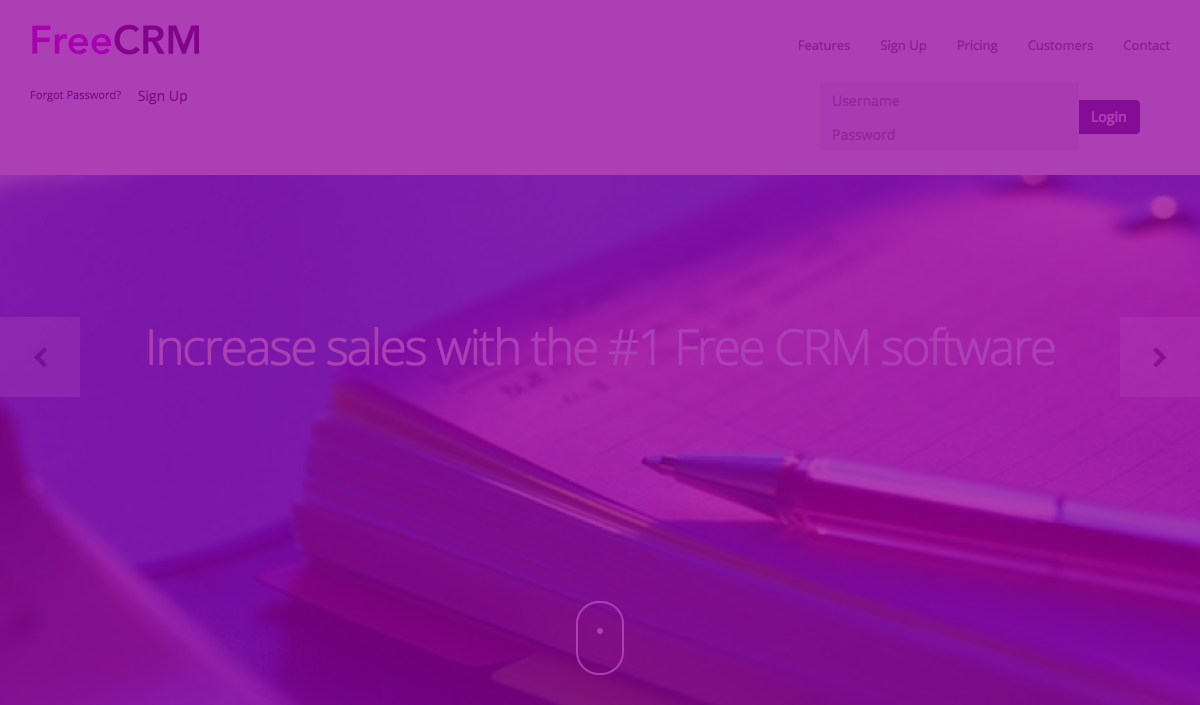 FreeCRM
Features Sign Up Pricing Customers Contact
Forgot Password? Sign Up
Username
Password
Login
Increase sales with the #1 Free CRM software